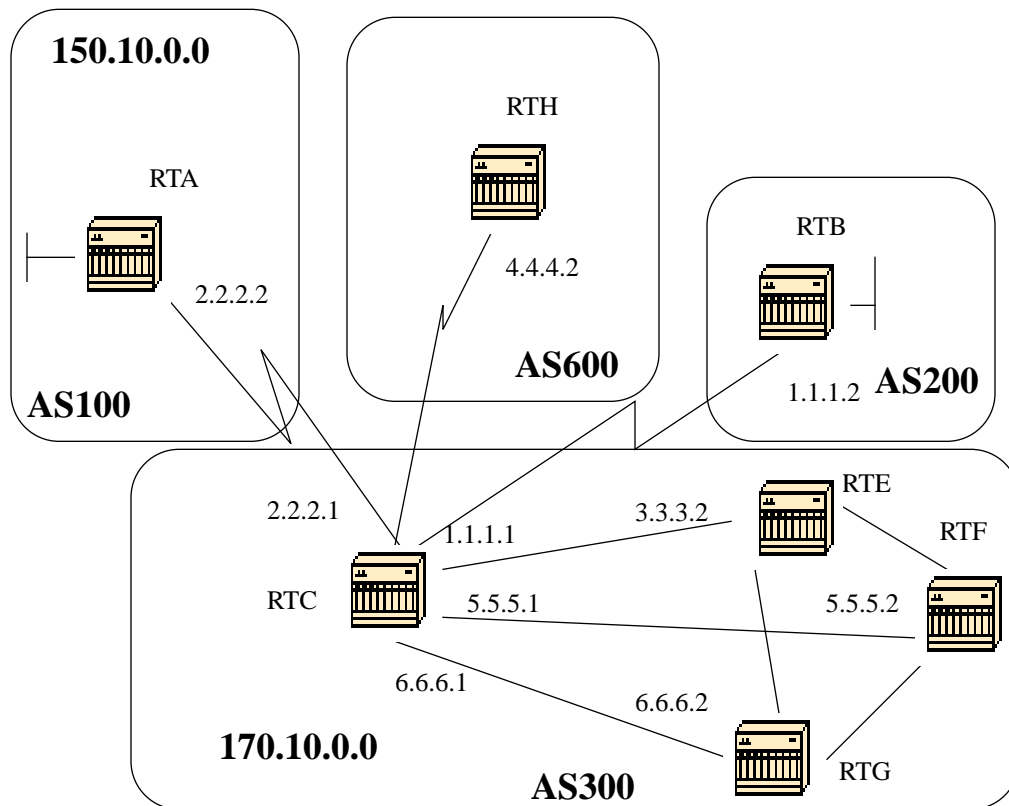 150.10.0.0
RTA
2.2.2.2
AS100
RTH
4.4.4.2
AS600
RTB
1.1.1.2
AS200
2.2.2.1
1.1.1.1
3.3.3.2
RTE
RTF
RTC
5.5.5.1
5.5.5.2
6.6.6.1
6.6.6.2
170.10.0.0
AS300
RTG